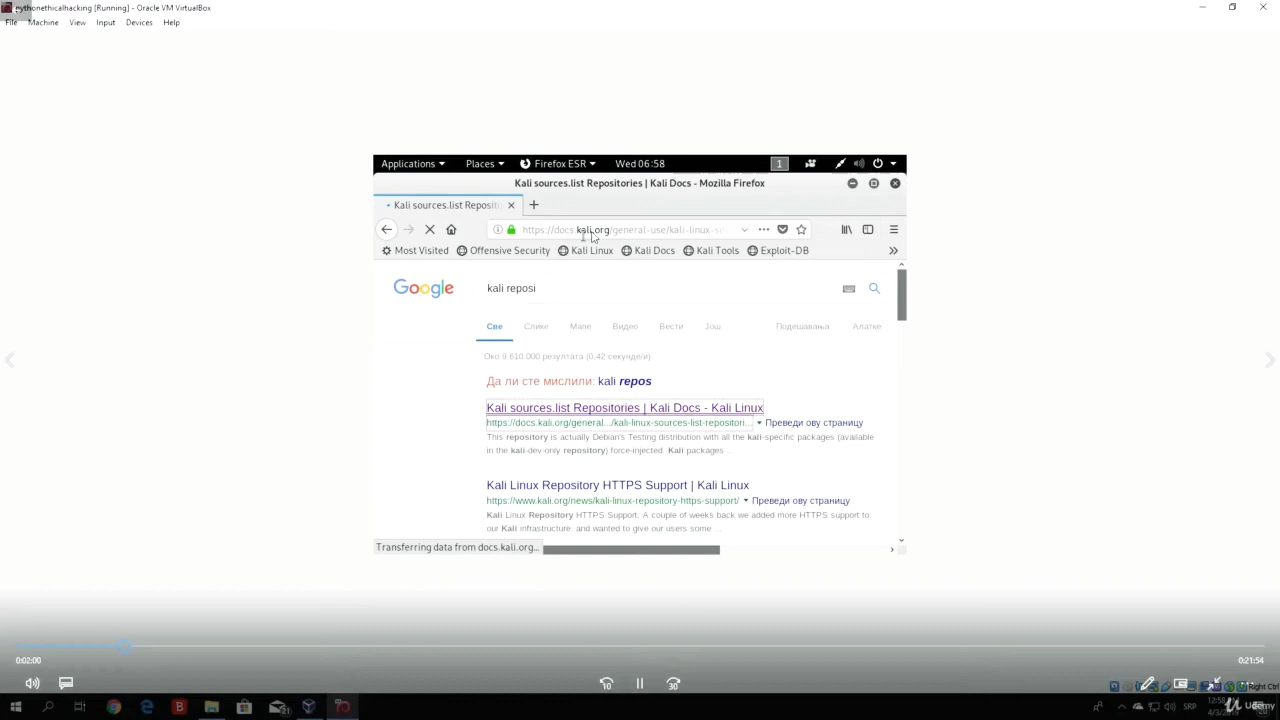 pythonethicalhacking [Running] - Oracle VM VirtualBox
File Machine View Input Devices Help
Applications Places Firefox ESR Wed 06:58 1
Kali sources.list Repositories | Kali Docs - Mozilla Firefox
Kali sources.list Reposito
https://docs.kali.org/general-use/kali-linux-so
Most Visited Offensive Security Kali Linux Kali Docs Kali Tools Exploit-DB »
Google kali reposi
Све Слике Мапе Видео Вести Још Подешавања Алатке
Око 9.610.000 резултата (0,42 секунде/и)
Да ли сте мислили: kali repos
Kali sources.list Repositories | Kali Docs - Kali Linux
https://docs.kali.org/general.../kali-linux-sources-list-repositori... Преведи ову страницу
This repository is actually Debian's Testing distribution with all the kali-specific packages (available
in the kali-dev-only repository) force-injected. Kali packages ...
Kali Linux Repository HTTPS Support | Kali Linux
https://www.kali.org/news/kali-linux-repository-https-support/ Преведи ову страницу
Kali Linux Repository HTTPS Support. A couple of weeks back we added more HTTPS support to
our Kali infrastructure, and wanted to give our users some ...
Transferring data from docs.kali.org...
0:02:00 0:21:54
10 30
Right Ctrl
SRP
Udemy